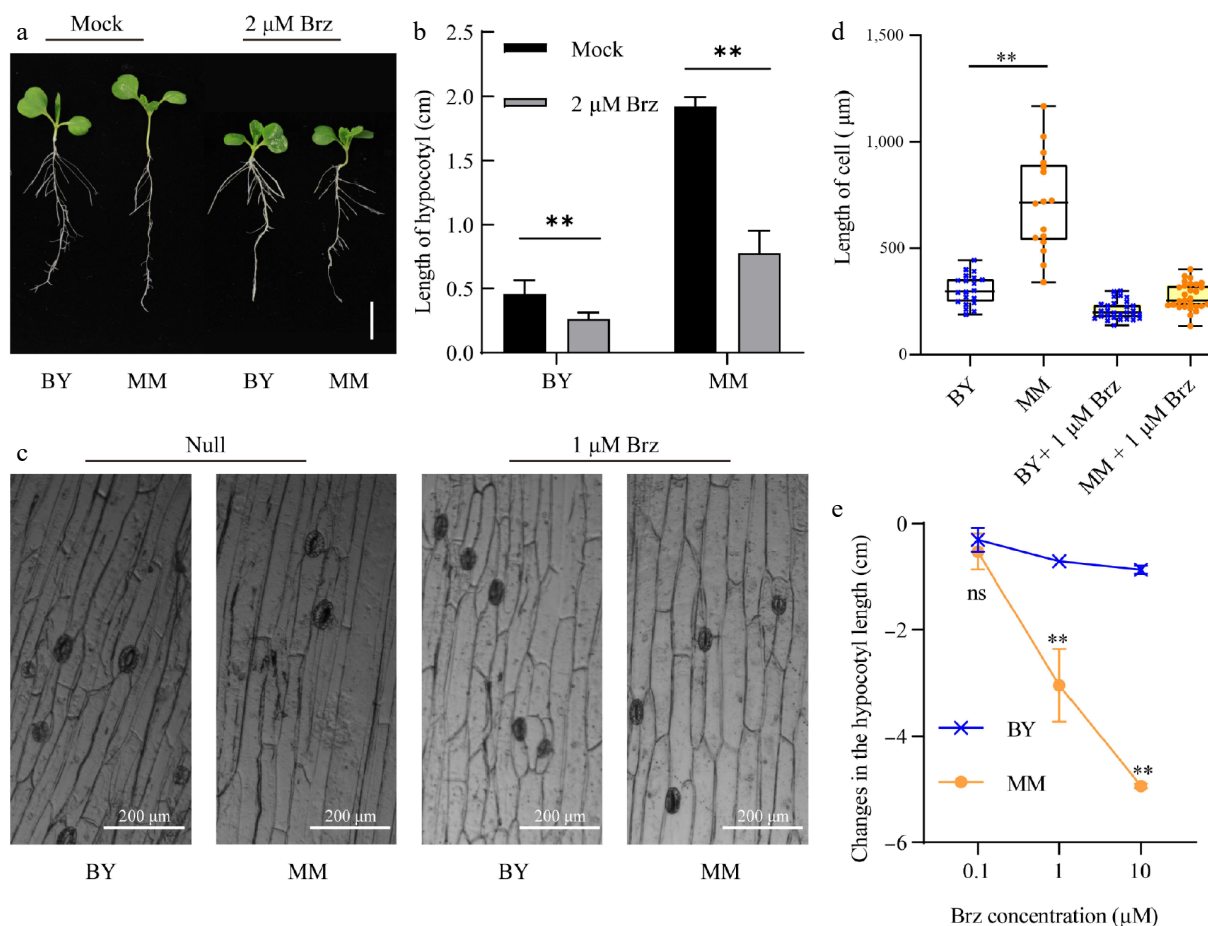 a
Mock
2 μM Brz
BY
MM
BY
MM
b
Length of hypocotyl (cm)
2.5
2.0
1.5
1.0
0.5
0.0
Mock
2 μM Brz
**
**
BY
MM
c
Null
1 μM Brz
200 μm
200 μm
200 μm
200 μm
BY
MM
BY
MM
d
Length of cell ( μm)
1,500
1,000
500
0
**
BY
MM
BY+ 1 μM Brz
MM + 1 μM Brz
e
Changes in the hypocotyl length (cm)
0
−2
−4
−6
ns
**
**
BY
MM
0.1
1
10
Brz concentration (μM)